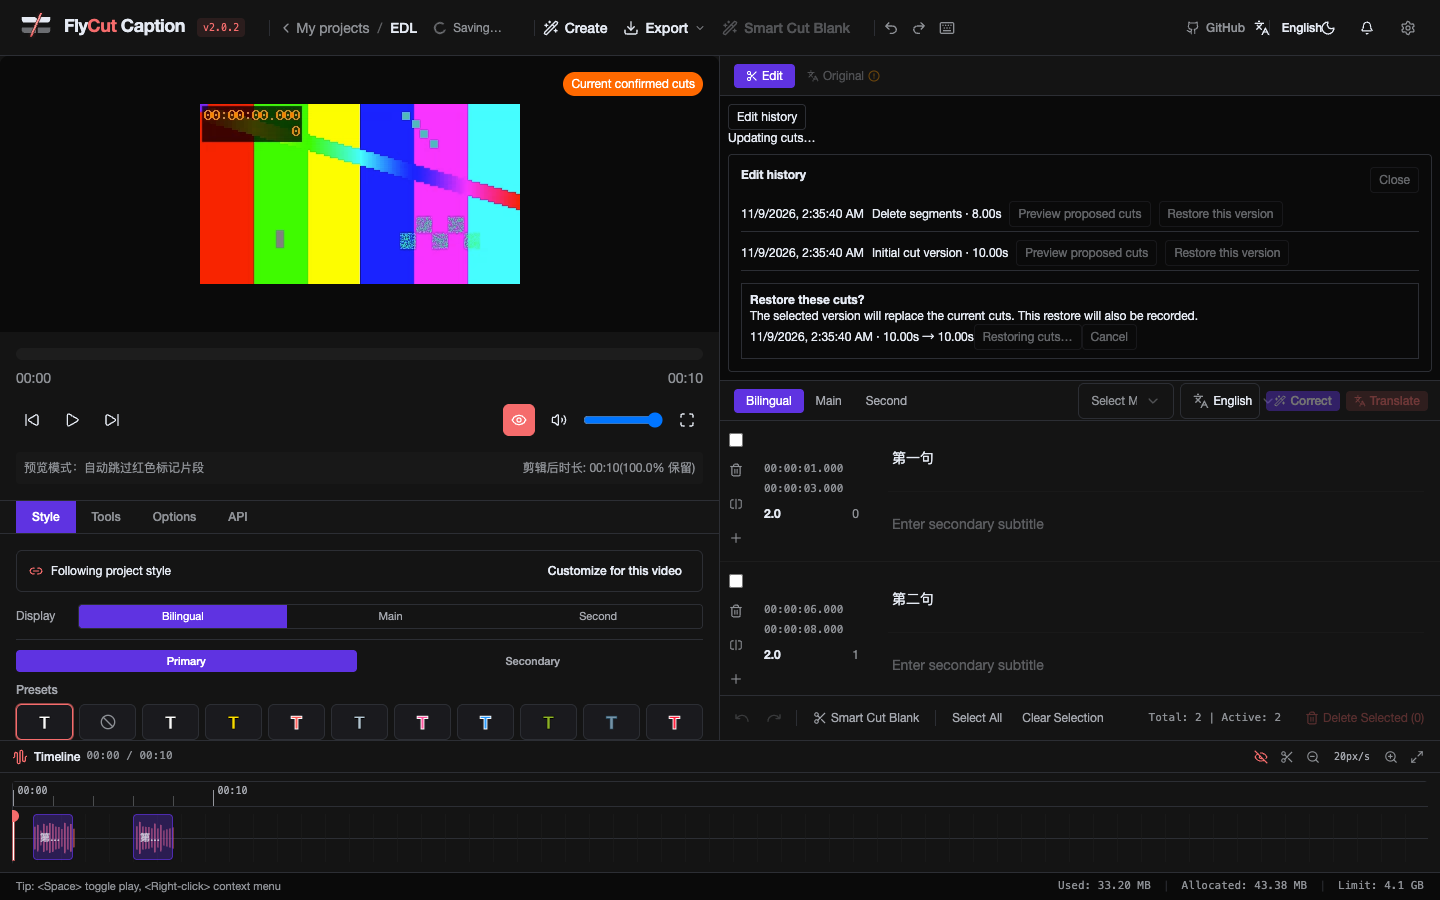 FlyCut Caption v2.0.2 My projects / EDL Saving... Create Export Smart Cut Blank GitHub English
Current confirmed cuts
00:00:00.000
0
00:00 00:10
预览模式：自动跳过红色标记片段 剪辑后时长: 00:10(100.0% 保留)
Style Tools Options API
Following project style Customize for this video
Display Bilingual Main Second
Primary Secondary
Presets
T T T T T T T T T T
Edit Original
Edit history
Updating cuts...
Edit history Close
11/9/2026, 2:35:40 AM Delete segments · 8.00s Preview proposed cuts Restore this version
11/9/2026, 2:35:40 AM Initial cut version · 10.00s Preview proposed cuts Restore this version
Restore these cuts?
The selected version will replace the current cuts. This restore will also be recorded.
11/9/2026, 2:35:40 AM · 10.00s → 10.00s Restoring cuts... Cancel
Bilingual Main Second Select M English Correct Translate
第一句
00:00:01.000
00:00:03.000
2.0 0
Enter secondary subtitle
第二句
00:00:06.000
00:00:08.000
2.0 1
Enter secondary subtitle
Smart Cut Blank Select All Clear Selection Total: 2 | Active: 2 Delete Selected (0)
Timeline 00:00 / 00:10 20px/s
00:00 00:10
Tip: <Space> toggle play, <Right-click> context menu Used: 33.20 MB | Allocated: 43.38 MB | Limit: 4.1 GB